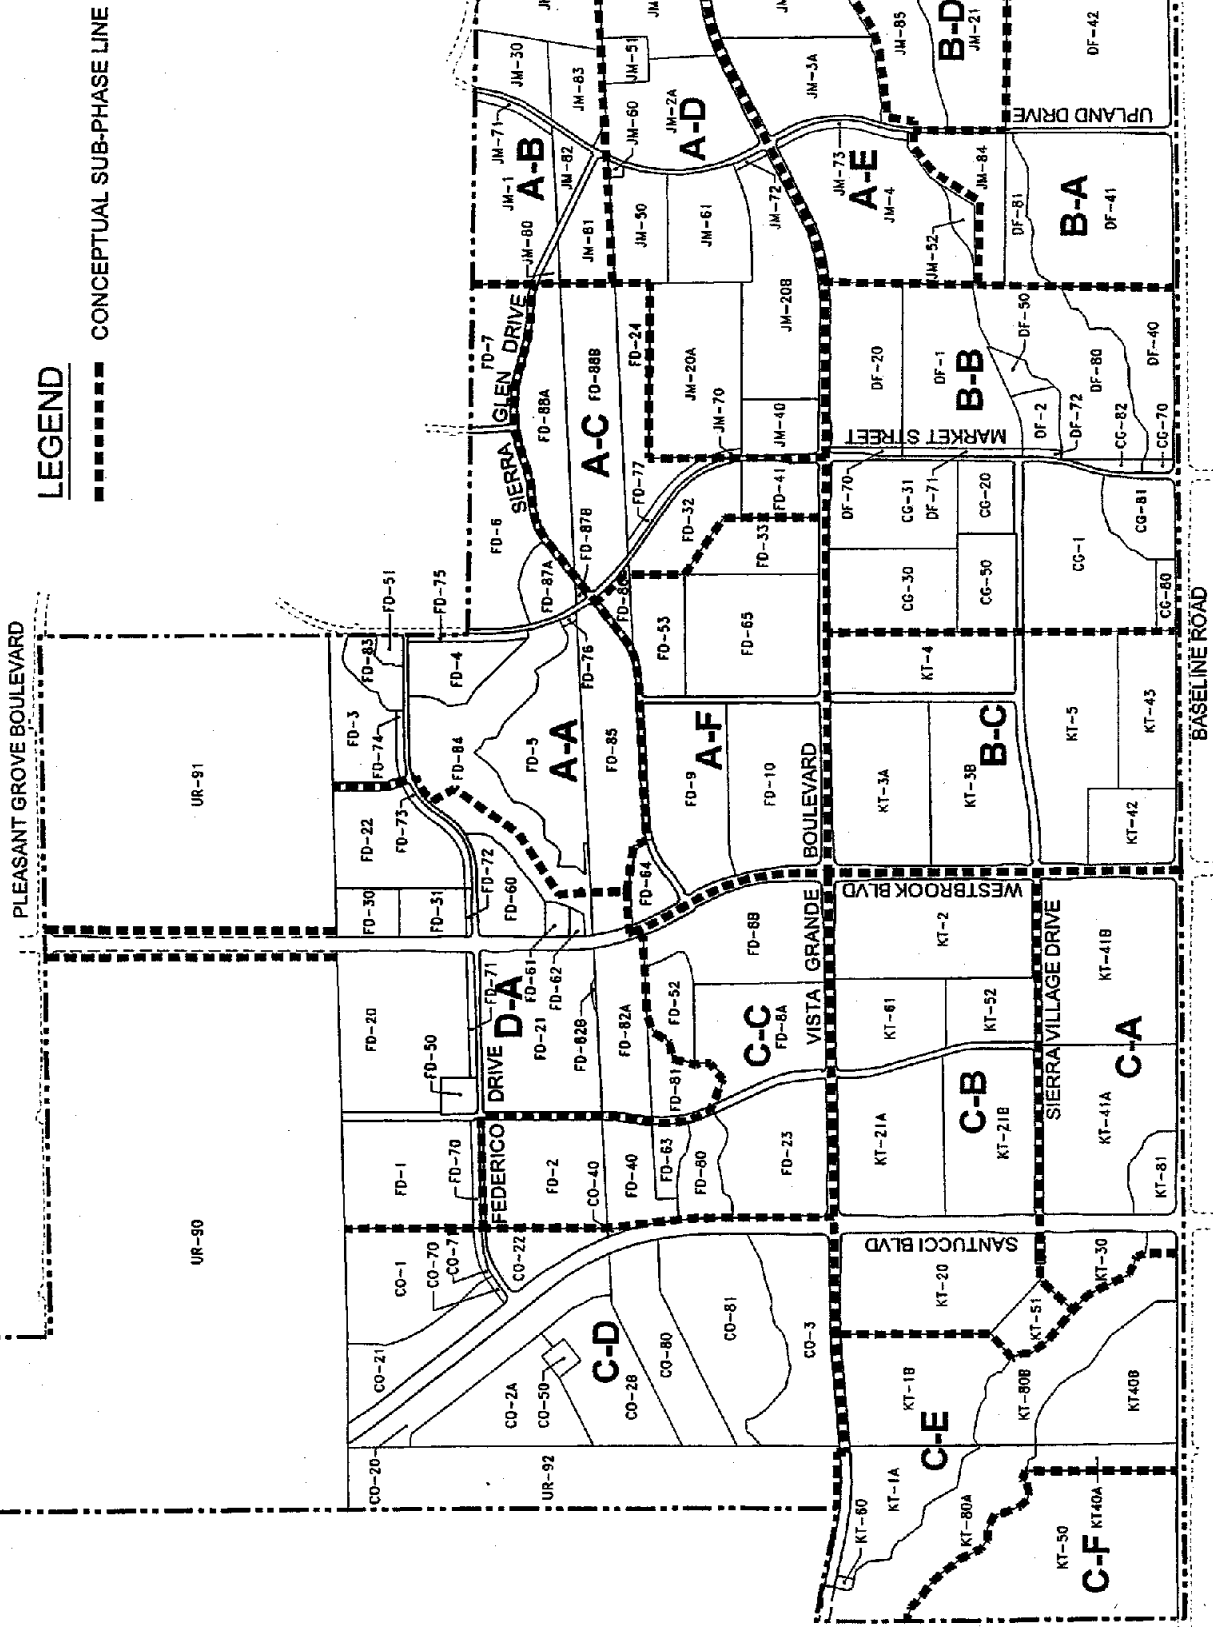 LEGEND
CONCEPTUAL SUB-PHASE LINE
PLEASANT GROVE BOULEVARD
UR-91
UR-90
UR-92
JM-30
JM-83
JM-51
JM-85
B-D
JM-21
DF-42
JM-71
JM-1
A-B
JM-82
JM-60
JM-2A
A-D
JM-3A
UPLAND DRIVE
JM-80
JM-81
JM-50
JM-61
JM-72
JM-73
A-E
JM-4
JM-84
JM-52
DF-81
B-A
DF-41
FD-7
SIERRA GLEN DRIVE
FD-88A
FD-88B
A-C
FD-24
JM-20A
JM-20B
JM-70
JM-40
DF-20
DF-1
B-B
DF-50
DF-80
DF-40
DF-2
DF-72
CG-82
CG-70
MARKET STREET
FD-6
FD-87B
FD-77
FD-32
FD-41
FD-33
DF-70
CG-31
DF-71
CG-20
CG-30
CG-50
CG-1
CG-81
CG-80
BASELINE ROAD
FD-51
FD-75
FD-83
FD-87A
FD-3
FD-74
FD-4
FD-76
FD-53
FD-65
KT-4
FD-84
FD-5
A-A
FD-85
A-F
FD-9
FD-10
KT-3A
KT-3B
B-C
KT-5
KT-43
KT-42
FD-22
FD-73
FD-30
FD-31
FD-72
FD-60
FD-64
VISTA GRANDE BOULEVARD
WESTBROOK BLVD
FD-8B
KT-2
FD-20
FD-71
D-A
FD-61
FD-62
FD-21
FD-82B
FD-82A
FD-52
C-C
FD-8A
KT-61
KT-52
SIERRA VILLAGE DRIVE
KT-41B
C-A
FD-50
FEDERICO DRIVE
FD-81
KT-21A
C-B
KT-21B
KT-41A
KT-81
FD-1
FD-70
FD-2
CO-40
FD-40
FD-63
FD-80
FD-23
SANTUCCI BLVD
CO-1
CO-70
CO-22
CO-21
CO-2A
CO-50
C-D
CO-2B
CO-80
CO-81
CO-3
KT-20
KT-51
KT-30
KT-1B
KT-80B
KT40B
C-E
CO-20
KT-1A
KT-60
KT-80A
KT-50
KT40A
C-F